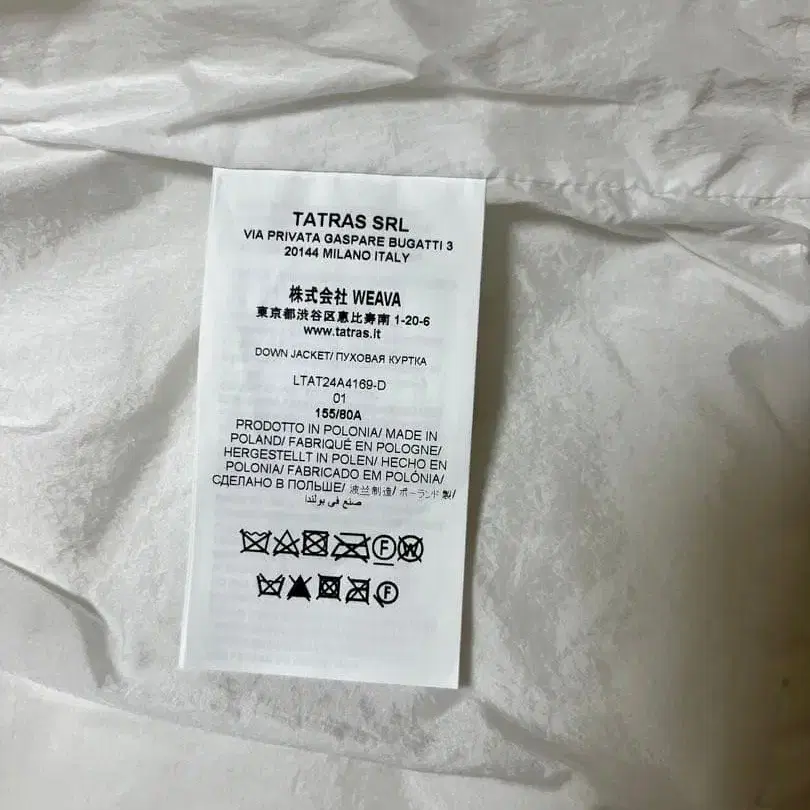 TATRAS SRL
VIA PRIVATA GASPARE BUGATTI 3
20144 MILANO ITALY
株式会社 WEAVA
東京都渋谷区恵比寿南 1-20-6
www.tatras.it
DOWN JACKET/ ПУХОВАЯ КУРТКА
LTAT24A4169-D
01
155/80A
PRODOTTO IN POLONIA/ MADE IN
POLAND/ FABRIQUÉ EN POLOGNE/
HERGESTELLT IN POLEN/ HECHO EN
POLONIA/ FABRICADO EM POLÓNIA/
СДЕЛАНО В ПОЛЬШЕ/ 波兰制造/ ポーランド製/
صنع في بولندا
F W
F